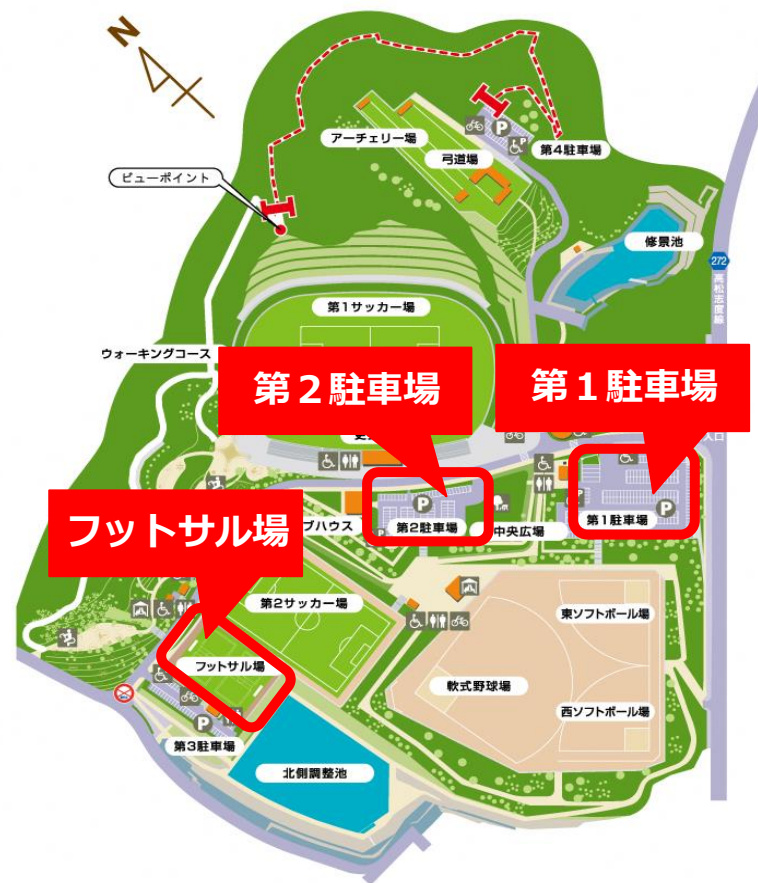 N
アーチェリー場
P
弓道場
P
第4駐車場
ビューポイント
修景池
272
高松志度線
第1サッカー場
ウォーキングコース
第2駐車場
第1駐車場
入口
フットサル場
P
P
ブハウス
第2駐車場
中央広場
第1駐車場
第2サッカー場
東ソフトボール場
フットサル場
軟式野球場
P
西ソフトボール場
第3駐車場
北側調整池